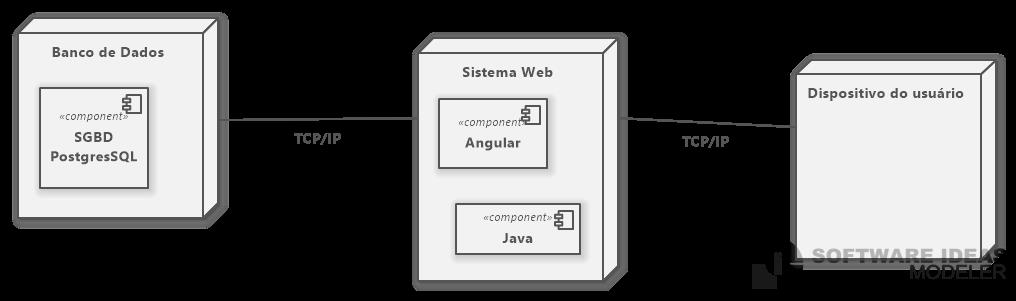 Banco de Dados
«component»
SGBD
PostgresSQL
TCP/IP
Sistema Web
«component»
Angular
«component»
Java
TCP/IP
Dispositivo do usuário
SOFTWARE IDEAS
MODELER